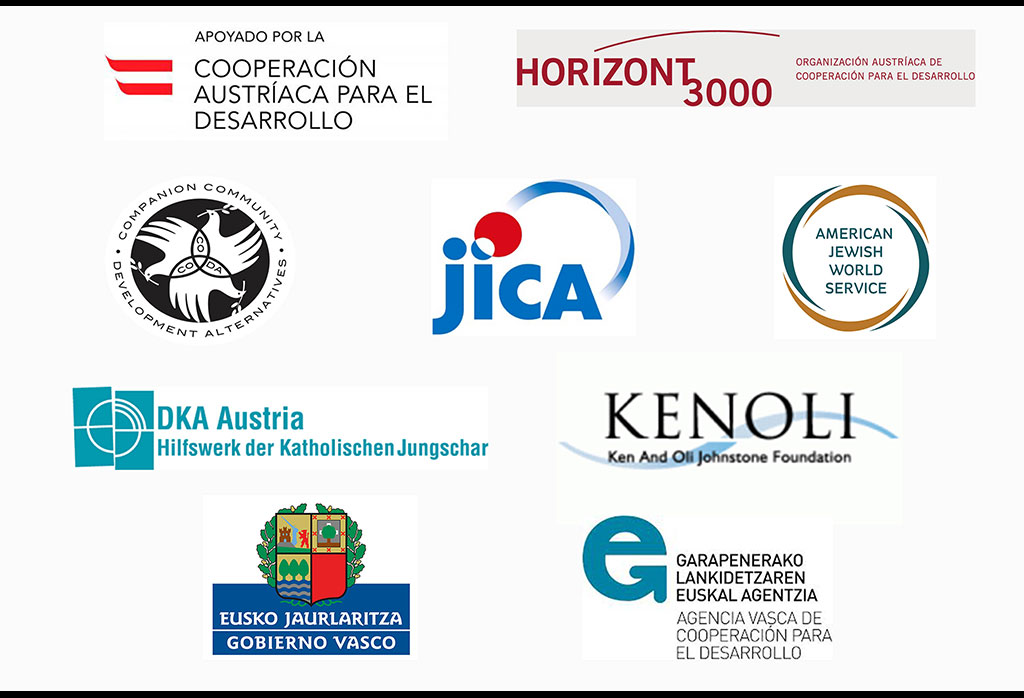 APOYADO POR LA
COOPERACIÓN
AUSTRÍACA PARA EL
DESARROLLO
HORIZONT
3000
ORGANIZACIÓN AUSTRÍACA DE
COOPERACIÓN PARA EL DESARROLLO
COMPANION COMMUNITY
DEVELOPMENT ALTERNATIVES
CO
CO
DA
jica
AMERICAN
JEWISH
WORLD
SERVICE
DKA Austria
Hilfswerk der Katholischen Jungschar
KENOLI
Ken And Oli Johnstone Foundation
EUSKO JAURLARITZA
GOBIERNO VASCO
e
GARAPENERAKO
LANKIDETZAREN
EUSKAL AGENTZIA
AGENCIA VASCA DE
COOPERACIÓN PARA
EL DESARROLLO